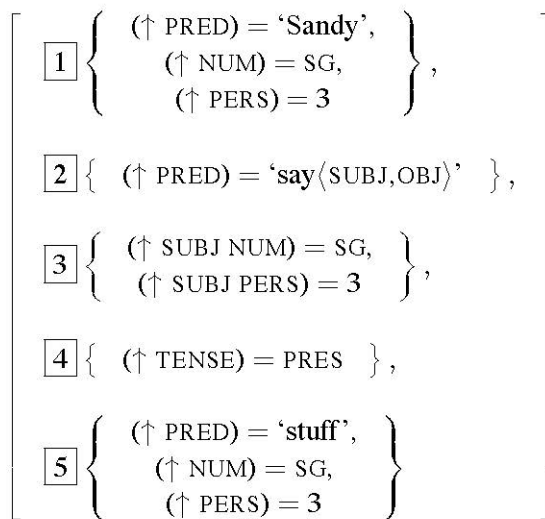 (↑ PRED) = ‘Sandy’,
1 { (↑ NUM) = SG, } ,
(↑ PERS) = 3
2 { (↑ PRED) = ‘say⟨SUBJ,OBJ⟩’ } ,
3 { (↑ SUBJ NUM) = SG, } ,
(↑ SUBJ PERS) = 3
4 { (↑ TENSE) = PRES } ,
(↑ PRED) = ‘stuff’,
5 { (↑ NUM) = SG, }
(↑ PERS) = 3